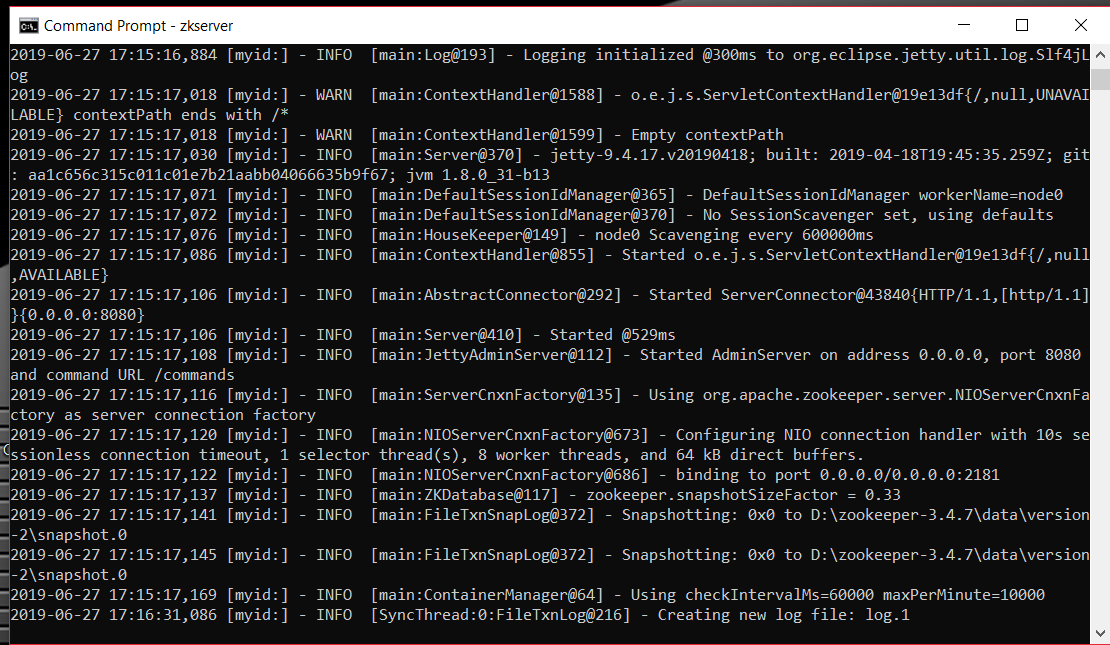 Command Prompt - zkserver
2019-06-27 17:15:16,884 [myid:] - INFO  [main:Log@193] - Logging initialized @300ms to org.eclipse.jetty.util.log.Slf4jL
og
2019-06-27 17:15:17,018 [myid:] - WARN  [main:ContextHandler@1588] - o.e.j.s.ServletContextHandler@19e13df{/,null,UNAVAI
LABLE} contextPath ends with /*
2019-06-27 17:15:17,018 [myid:] - WARN  [main:ContextHandler@1599] - Empty contextPath
2019-06-27 17:15:17,030 [myid:] - INFO  [main:Server@370] - jetty-9.4.17.v20190418; built: 2019-04-18T19:45:35.259Z; git
: aa1c656c315c011c01e7b21aabb04066635b9f67; jvm 1.8.0_31-b13
2019-06-27 17:15:17,071 [myid:] - INFO  [main:DefaultSessionIdManager@365] - DefaultSessionIdManager workerName=node0
2019-06-27 17:15:17,072 [myid:] - INFO  [main:DefaultSessionIdManager@370] - No SessionScavenger set, using defaults
2019-06-27 17:15:17,076 [myid:] - INFO  [main:HouseKeeper@149] - node0 Scavenging every 600000ms
2019-06-27 17:15:17,086 [myid:] - INFO  [main:ContextHandler@855] - Started o.e.j.s.ServletContextHandler@19e13df{/,null
,AVAILABLE}
2019-06-27 17:15:17,106 [myid:] - INFO  [main:AbstractConnector@292] - Started ServerConnector@43840{HTTP/1.1,[http/1.1]
}{0.0.0.0:8080}
2019-06-27 17:15:17,106 [myid:] - INFO  [main:Server@410] - Started @529ms
2019-06-27 17:15:17,108 [myid:] - INFO  [main:JettyAdminServer@112] - Started AdminServer on address 0.0.0.0, port 8080
and command URL /commands
2019-06-27 17:15:17,116 [myid:] - INFO  [main:ServerCnxnFactory@135] - Using org.apache.zookeeper.server.NIOServerCnxnFa
ctory as server connection factory
2019-06-27 17:15:17,120 [myid:] - INFO  [main:NIOServerCnxnFactory@673] - Configuring NIO connection handler with 10s se
ssionless connection timeout, 1 selector thread(s), 8 worker threads, and 64 kB direct buffers.
2019-06-27 17:15:17,122 [myid:] - INFO  [main:NIOServerCnxnFactory@686] - binding to port 0.0.0.0/0.0.0.0:2181
2019-06-27 17:15:17,137 [myid:] - INFO  [main:ZKDatabase@117] - zookeeper.snapshotSizeFactor = 0.33
2019-06-27 17:15:17,141 [myid:] - INFO  [main:FileTxnSnapLog@372] - Snapshotting: 0x0 to D:\zookeeper-3.4.7\data\version
-2\snapshot.0
2019-06-27 17:15:17,145 [myid:] - INFO  [main:FileTxnSnapLog@372] - Snapshotting: 0x0 to D:\zookeeper-3.4.7\data\version
-2\snapshot.0
2019-06-27 17:15:17,169 [myid:] - INFO  [main:ContainerManager@64] - Using checkIntervalMs=60000 maxPerMinute=10000
2019-06-27 17:16:31,086 [myid:] - INFO  [SyncThread:0:FileTxnLog@216] - Creating new log file: log.1